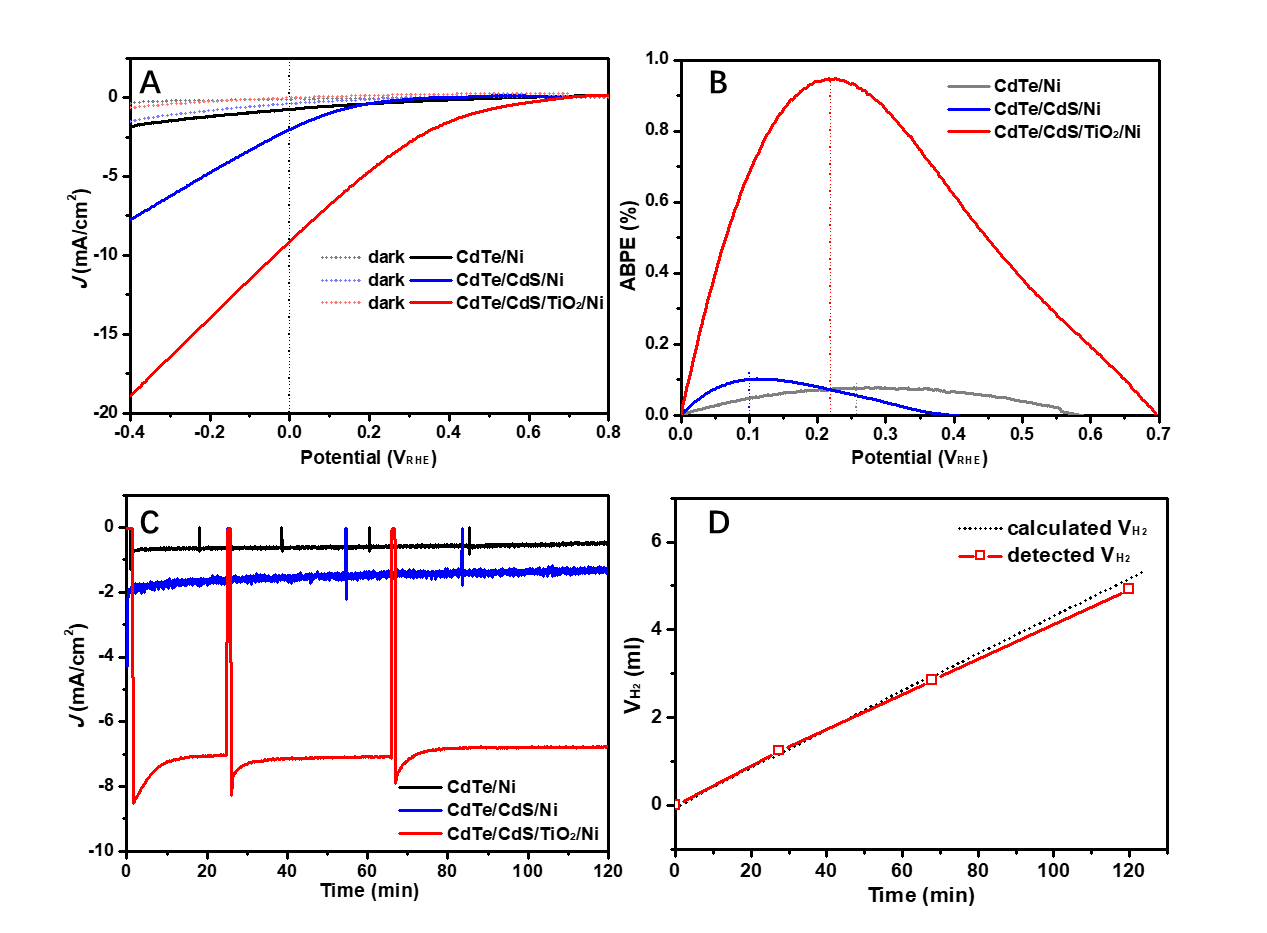 A
0
-5
-10
-15
-20
J (mA/cm²)
dark CdTe/Ni
dark CdTe/CdS/Ni
dark CdTe/CdS/TiO₂/Ni
-0.4 -0.2 0.0 0.2 0.4 0.6 0.8
Potential (VRHE)
B
1.0
0.8
0.6
0.4
0.2
0.0
ABPE (%)
CdTe/Ni
CdTe/CdS/Ni
CdTe/CdS/TiO₂/Ni
0.0 0.1 0.2 0.3 0.4 0.5 0.6 0.7
Potential (VRHE)
C
0
-2
-4
-6
-8
-10
J (mA/cm²)
CdTe/Ni
CdTe/CdS/Ni
CdTe/CdS/TiO₂/Ni
0 20 40 60 80 100 120
Time (min)
D
6
4
2
0
VH₂ (ml)
calculated VH₂
detected VH₂
0 20 40 60 80 100 120
Time (min)